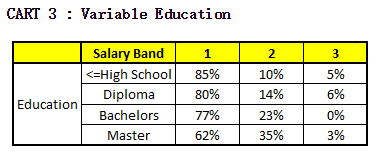 CART 3 : Variable Education
Salary Band 1 2 3
<=High School 85% 10% 5%
Education
Diploma 80% 14% 6%
Bachelors 77% 23% 0%
Master 62% 35% 3%